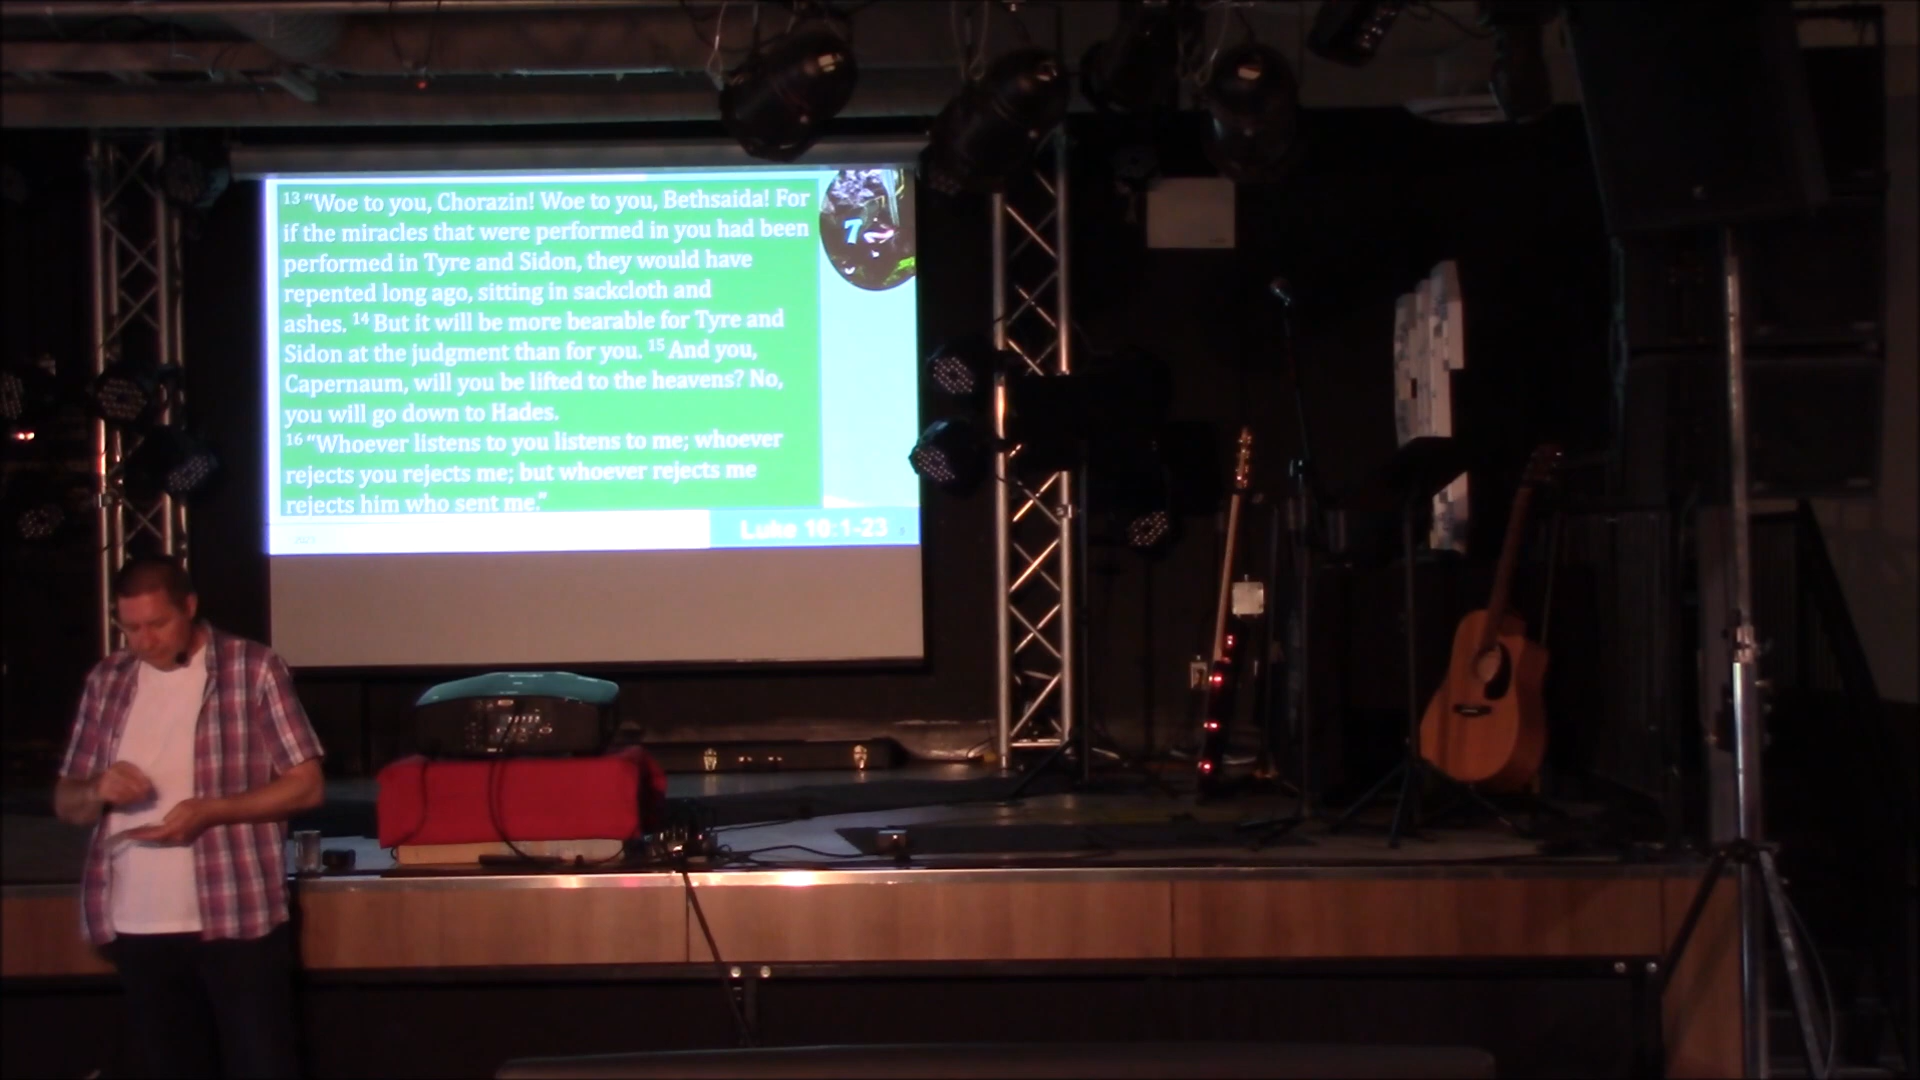 13 “Woe to you, Chorazin! Woe to you, Bethsaida! For
if the miracles that were performed in you had been
performed in Tyre and Sidon, they would have
repented long ago, sitting in sackcloth and
ashes. 14 But it will be more bearable for Tyre and
Sidon at the judgment than for you. 15 And you,
Capernaum, will you be lifted to the heavens? No,
you will go down to Hades.
16 “Whoever listens to you listens to me; whoever
rejects you rejects me; but whoever rejects me
rejects him who sent me.”
7
Luke 10:1-23